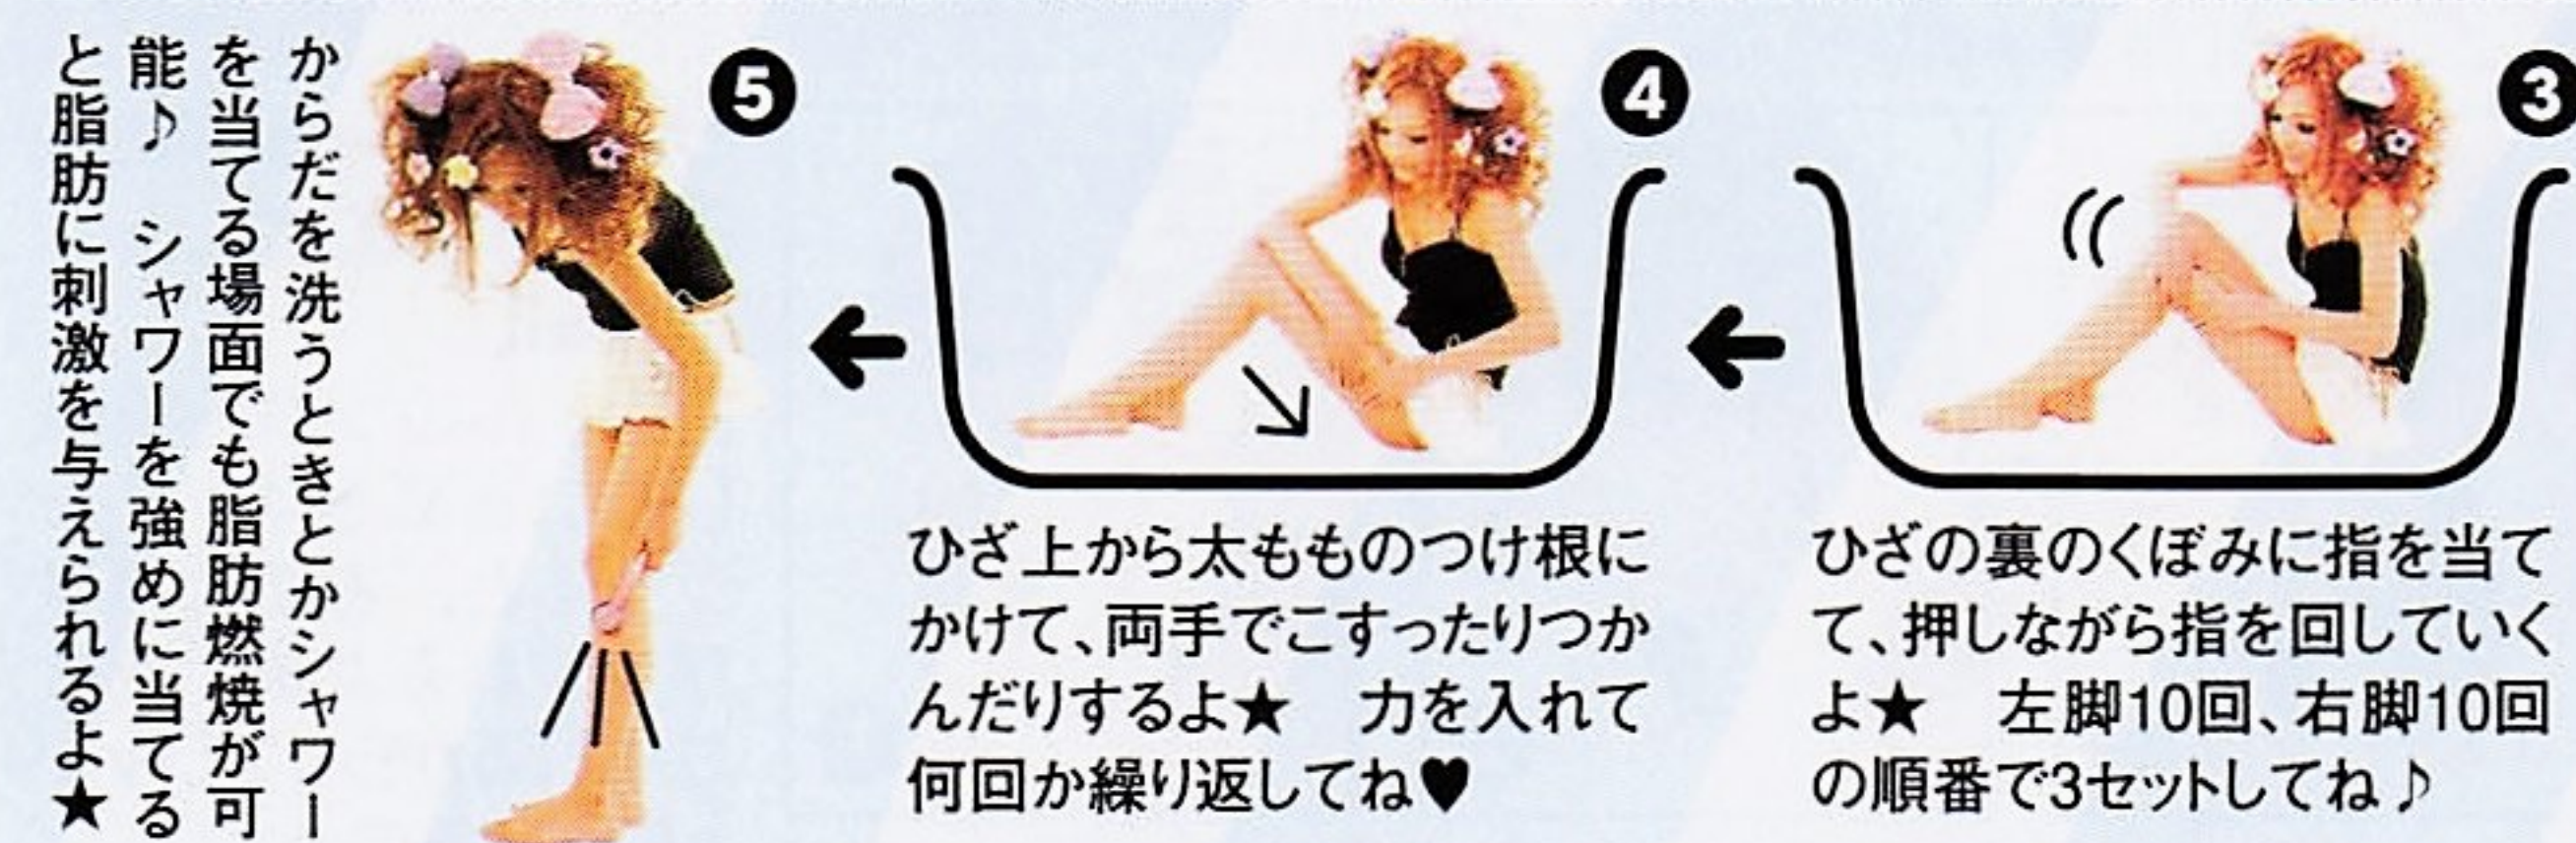 ❸
ひざの裏のくぼみに指を当て
て、押しながら指を回していく
よ★　左脚10回、右脚10回
の順番で3セットしてね♪
❹
ひざ上から太もものつけ根に
かけて、両手でこすったりつか
んだりするよ★　力を入れて
何回か繰り返してね♥
❺
からだを洗うときとかシャワー
を当てる場面でも脂肪燃焼が可
能♪　シャワーを強めに当てる
と脂肪に刺激を与えられるよ★